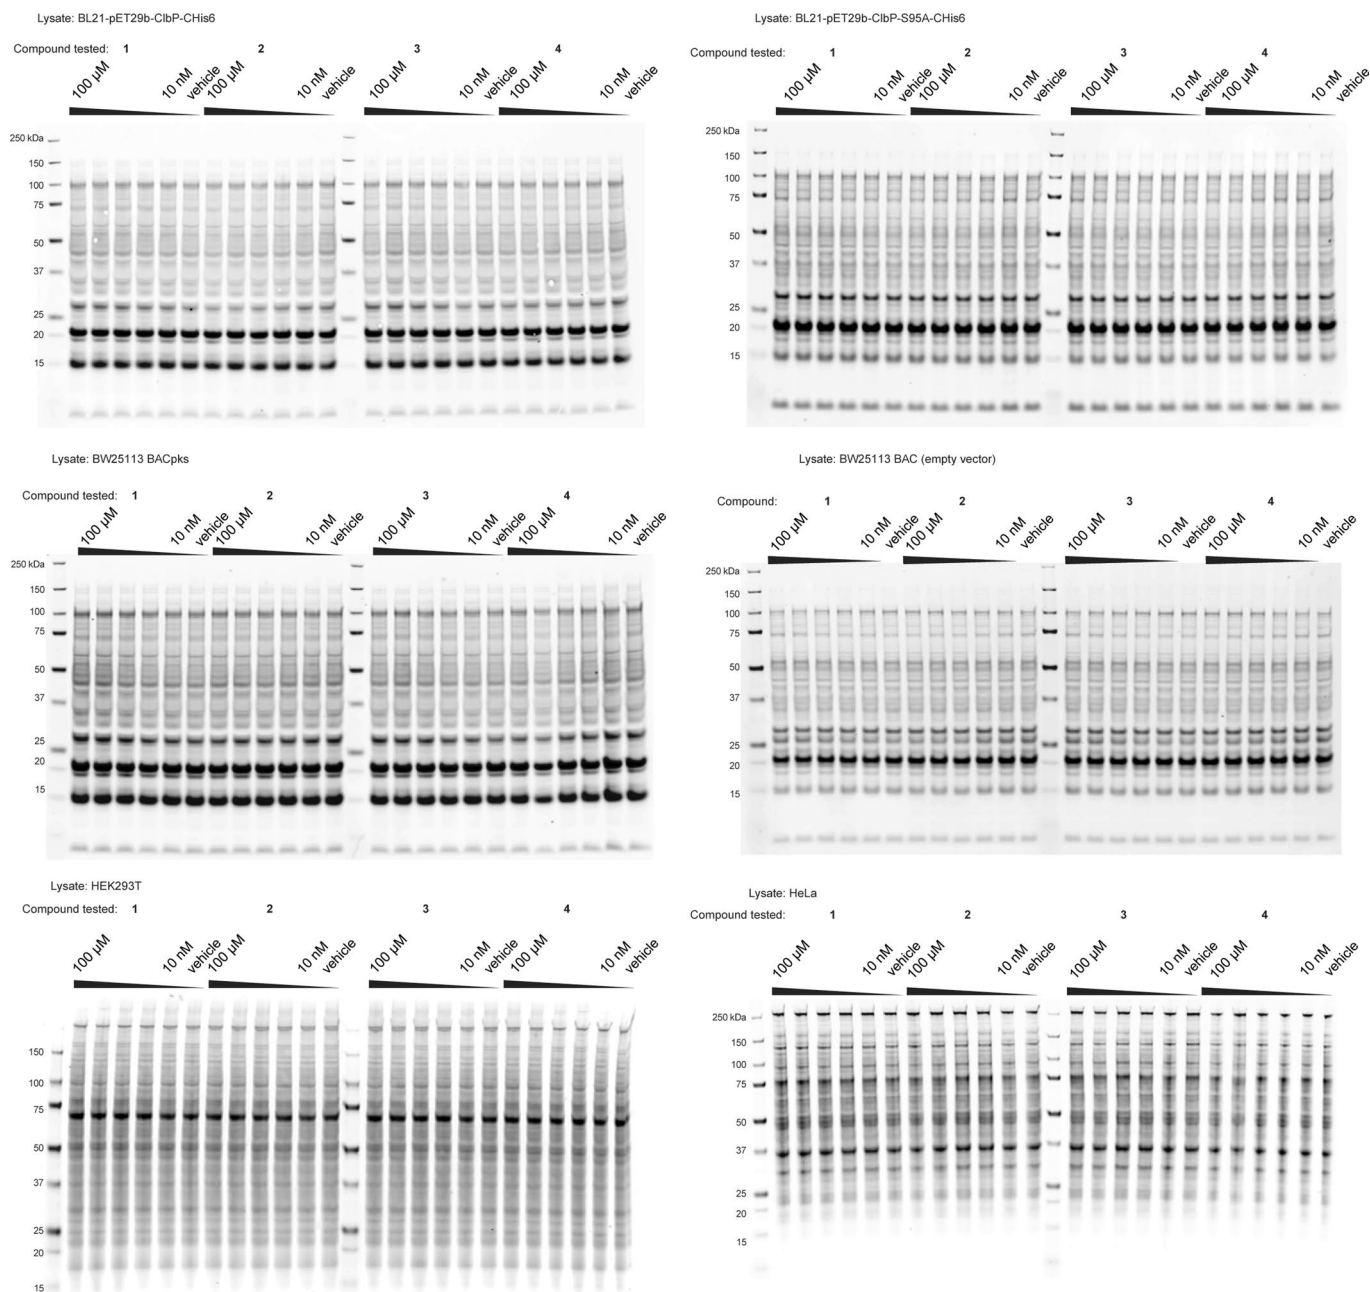 Lysate: BL21-pET29b-ClbP-CHis6
Compound tested: 1 2 3 4
100 µM 10 nM vehicle 100 µM 10 nM vehicle 100 µM 10 nM vehicle 100 µM 10 nM vehicle
250 kDa
150
100
75
50
37
25
20
15
Lysate: BL21-pET29b-ClbP-S95A-CHis6
Compound tested: 1 2 3 4
100 µM 10 nM vehicle 100 µM 10 nM vehicle 100 µM 10 nM vehicle 100 µM 10 nM vehicle
250 kDa
150
100
75
50
37
25
20
15
Lysate: BW25113 BACpks
Compound tested: 1 2 3 4
100 µM 10 nM vehicle 100 µM 10 nM vehicle 100 µM 10 nM vehicle 100 µM 10 nM vehicle
250 kDa
150
100
75
50
37
25
20
15
Lysate: BW25113 BAC (empty vector)
Compound: 1 2 3 4
100 µM 10 nM vehicle 100 µM 10 nM vehicle 100 µM 10 nM vehicle 100 µM 10 nM vehicle
250 kDa
150
100
75
50
37
25
20
15
Lysate: HEK293T
Compound tested: 1 2 3 4
100 µM 10 nM vehicle 100 µM 10 nM vehicle 100 µM 10 nM vehicle 100 µM 10 nM vehicle
150
100
75
50
37
25
20
15
Lysate: HeLa
Compound tested: 1 2 3 4
100 µM 10 nM vehicle 100 µM 10 nM vehicle 100 µM 10 nM vehicle 100 µM 10 nM vehicle
250 kDa
150
100
75
50
37
25
20
15